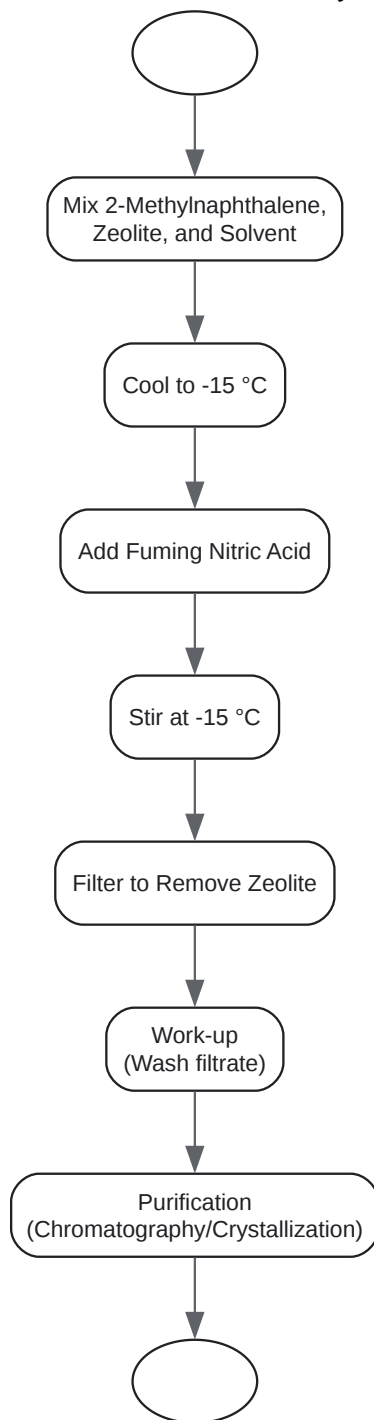 Mix 2-Methylnaphthalene,
Zeolite, and Solvent
Cool to -15 °C
Add Fuming Nitric Acid
Stir at -15 °C
Filter to Remove Zeolite
Work-up
(Wash filtrate)
Purification
(Chromatography/Crystallization)